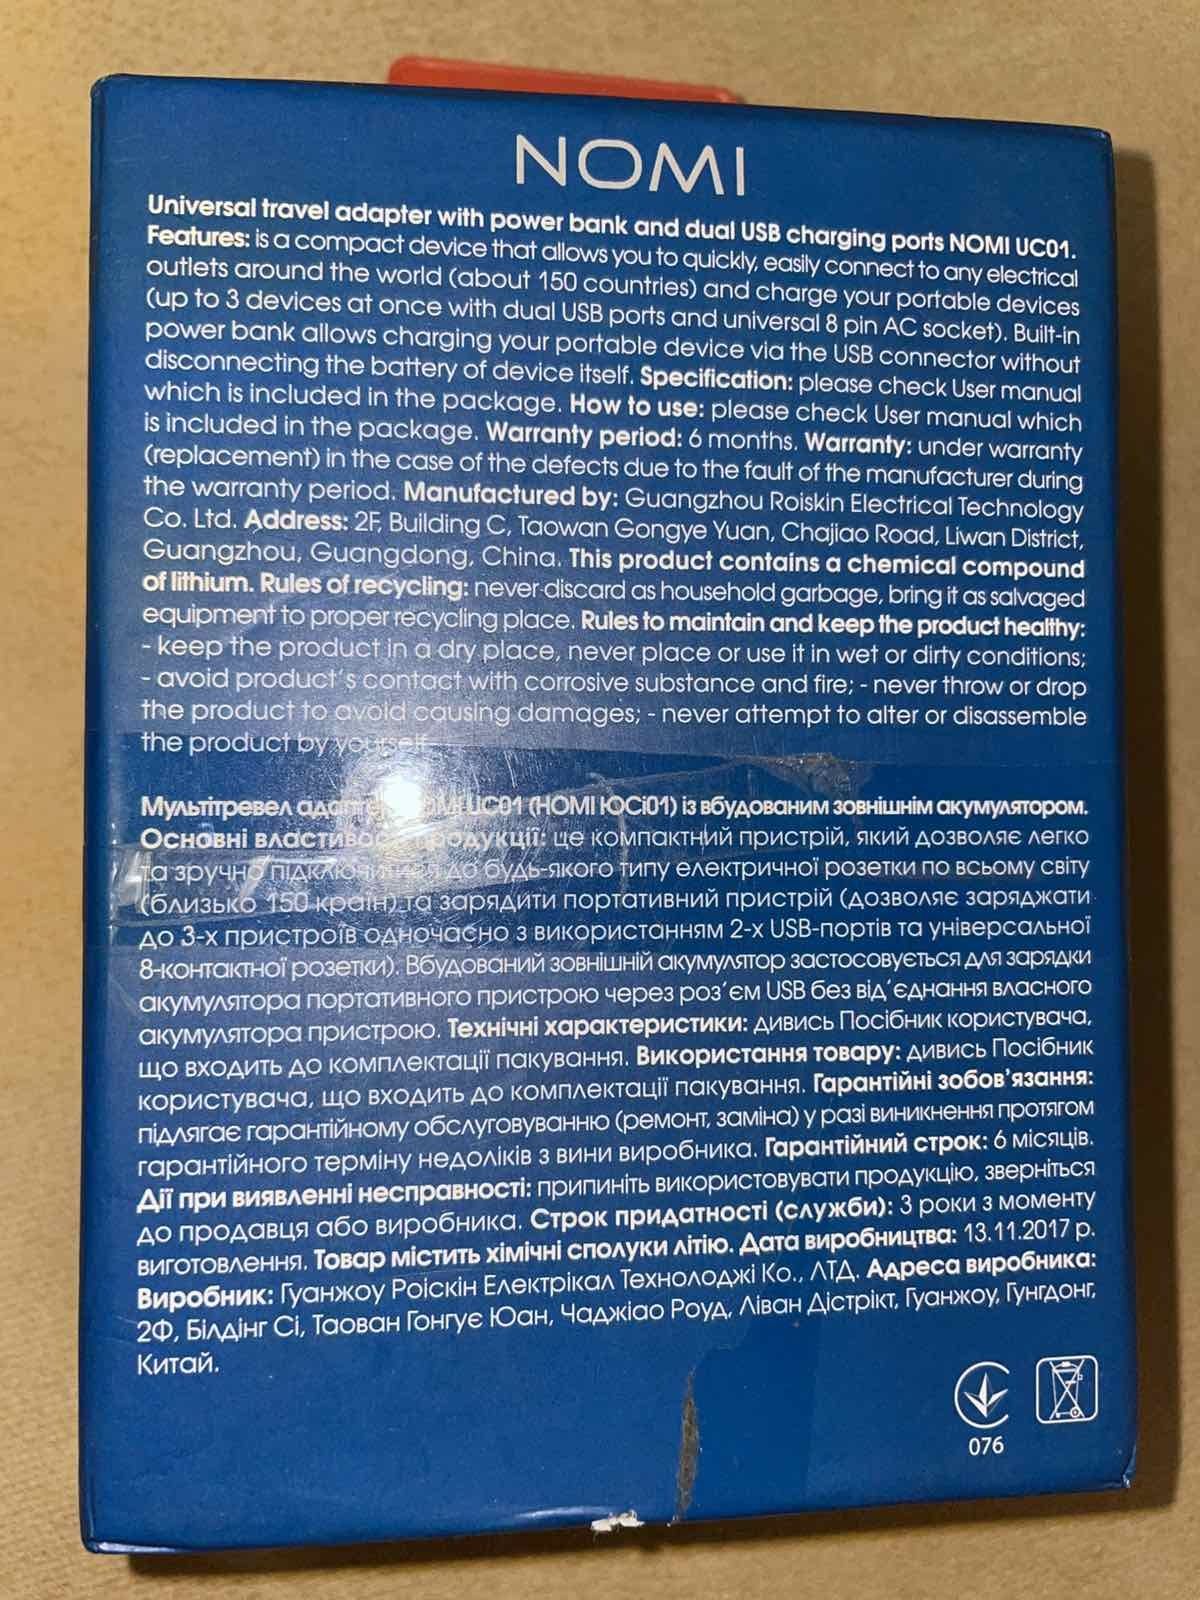 NOMI
Universal travel adapter with power bank and dual USB charging ports NOMI UC01.
Features: is a compact device that allows you to quickly, easily connect to any electrical
outlets around the world (about 150 countries) and charge your portable devices
(up to 3 devices at once with dual USB ports and universal 8 pin AC socket). Built-in
power bank allows charging your portable device via the USB connector without
disconnecting the battery of device itself. Specification: please check User manual
which is included in the package. How to use: please check User manual which
is included in the package. Warranty period: 6 months. Warranty: under warranty
(replacement) in the case of the defects due to the fault of the manufacturer during
the warranty period. Manufactured by: Guangzhou Roiskin Electrical Technology
Co. Ltd. Address: 2F, Building C, Taowan Gongye Yuan, Chajiao Road, Liwan District,
Guangzhou, Guangdong, China. This product contains a chemical compound
of lithium. Rules of recycling: never discard as household garbage, bring it as salvaged
equipment to proper recycling place. Rules to maintain and keep the product healthy:
- keep the product in a dry place, never place or use it in wet or dirty conditions;
- avoid product's contact with corrosive substance and fire; - never throw or drop
the product to avoid causing damages; - never attempt to alter or disassemble
the product by yourself.
Мультітревел UC01 (НОМІ ЮСі01) із вбудованим зовнішнім акумулятором.
Основні продукції: це компактний пристрій, який дозволяє легко
та зручно підключитися до будь-якого типу електричної розетки по всьому світу
(близько 150 країн) та зарядити портативний пристрій (дозволяє заряджати
до 3-х пристроїв одночасно з використанням 2-х USB-портів та універсальної
8-контактної розетки). Вбудований зовнішній акумулятор застосовується для зарядки
акумулятора портативного пристрою через роз'єм USB без від'єднання власного
акумулятора пристрою. Технічні характеристики: дивись Посібник користувача,
що входить до комплектації пакування. Використання товару: дивись Посібник
користувача, що входить до комплектації пакування. Гарантійні зобов'язання:
підлягає гарантійному обслуговуванню (ремонт, заміна) у разі виникнення протягом
гарантійного терміну недоліків з вини виробника. Гарантійний строк: 6 місяців.
Дії при виявленні несправності: припиніть використовувати продукцію, зверніться
до продавця або виробника. Строк придатності (служби): 3 роки з моменту
виготовлення. Товар містить хімічні сполуки літію. Дата виробництва: 13.11.2017 р.
Виробник: Гуанжоу Роіскін Електрікал Технолоджі Ко., ЛТД. Адреса виробника:
2Ф, Білдінг Сі, Таован Гонгує Юан, Чаджіао Роуд, Ліван Дістрікт, Гуанжоу, Гунгдонг,
Китай.
076